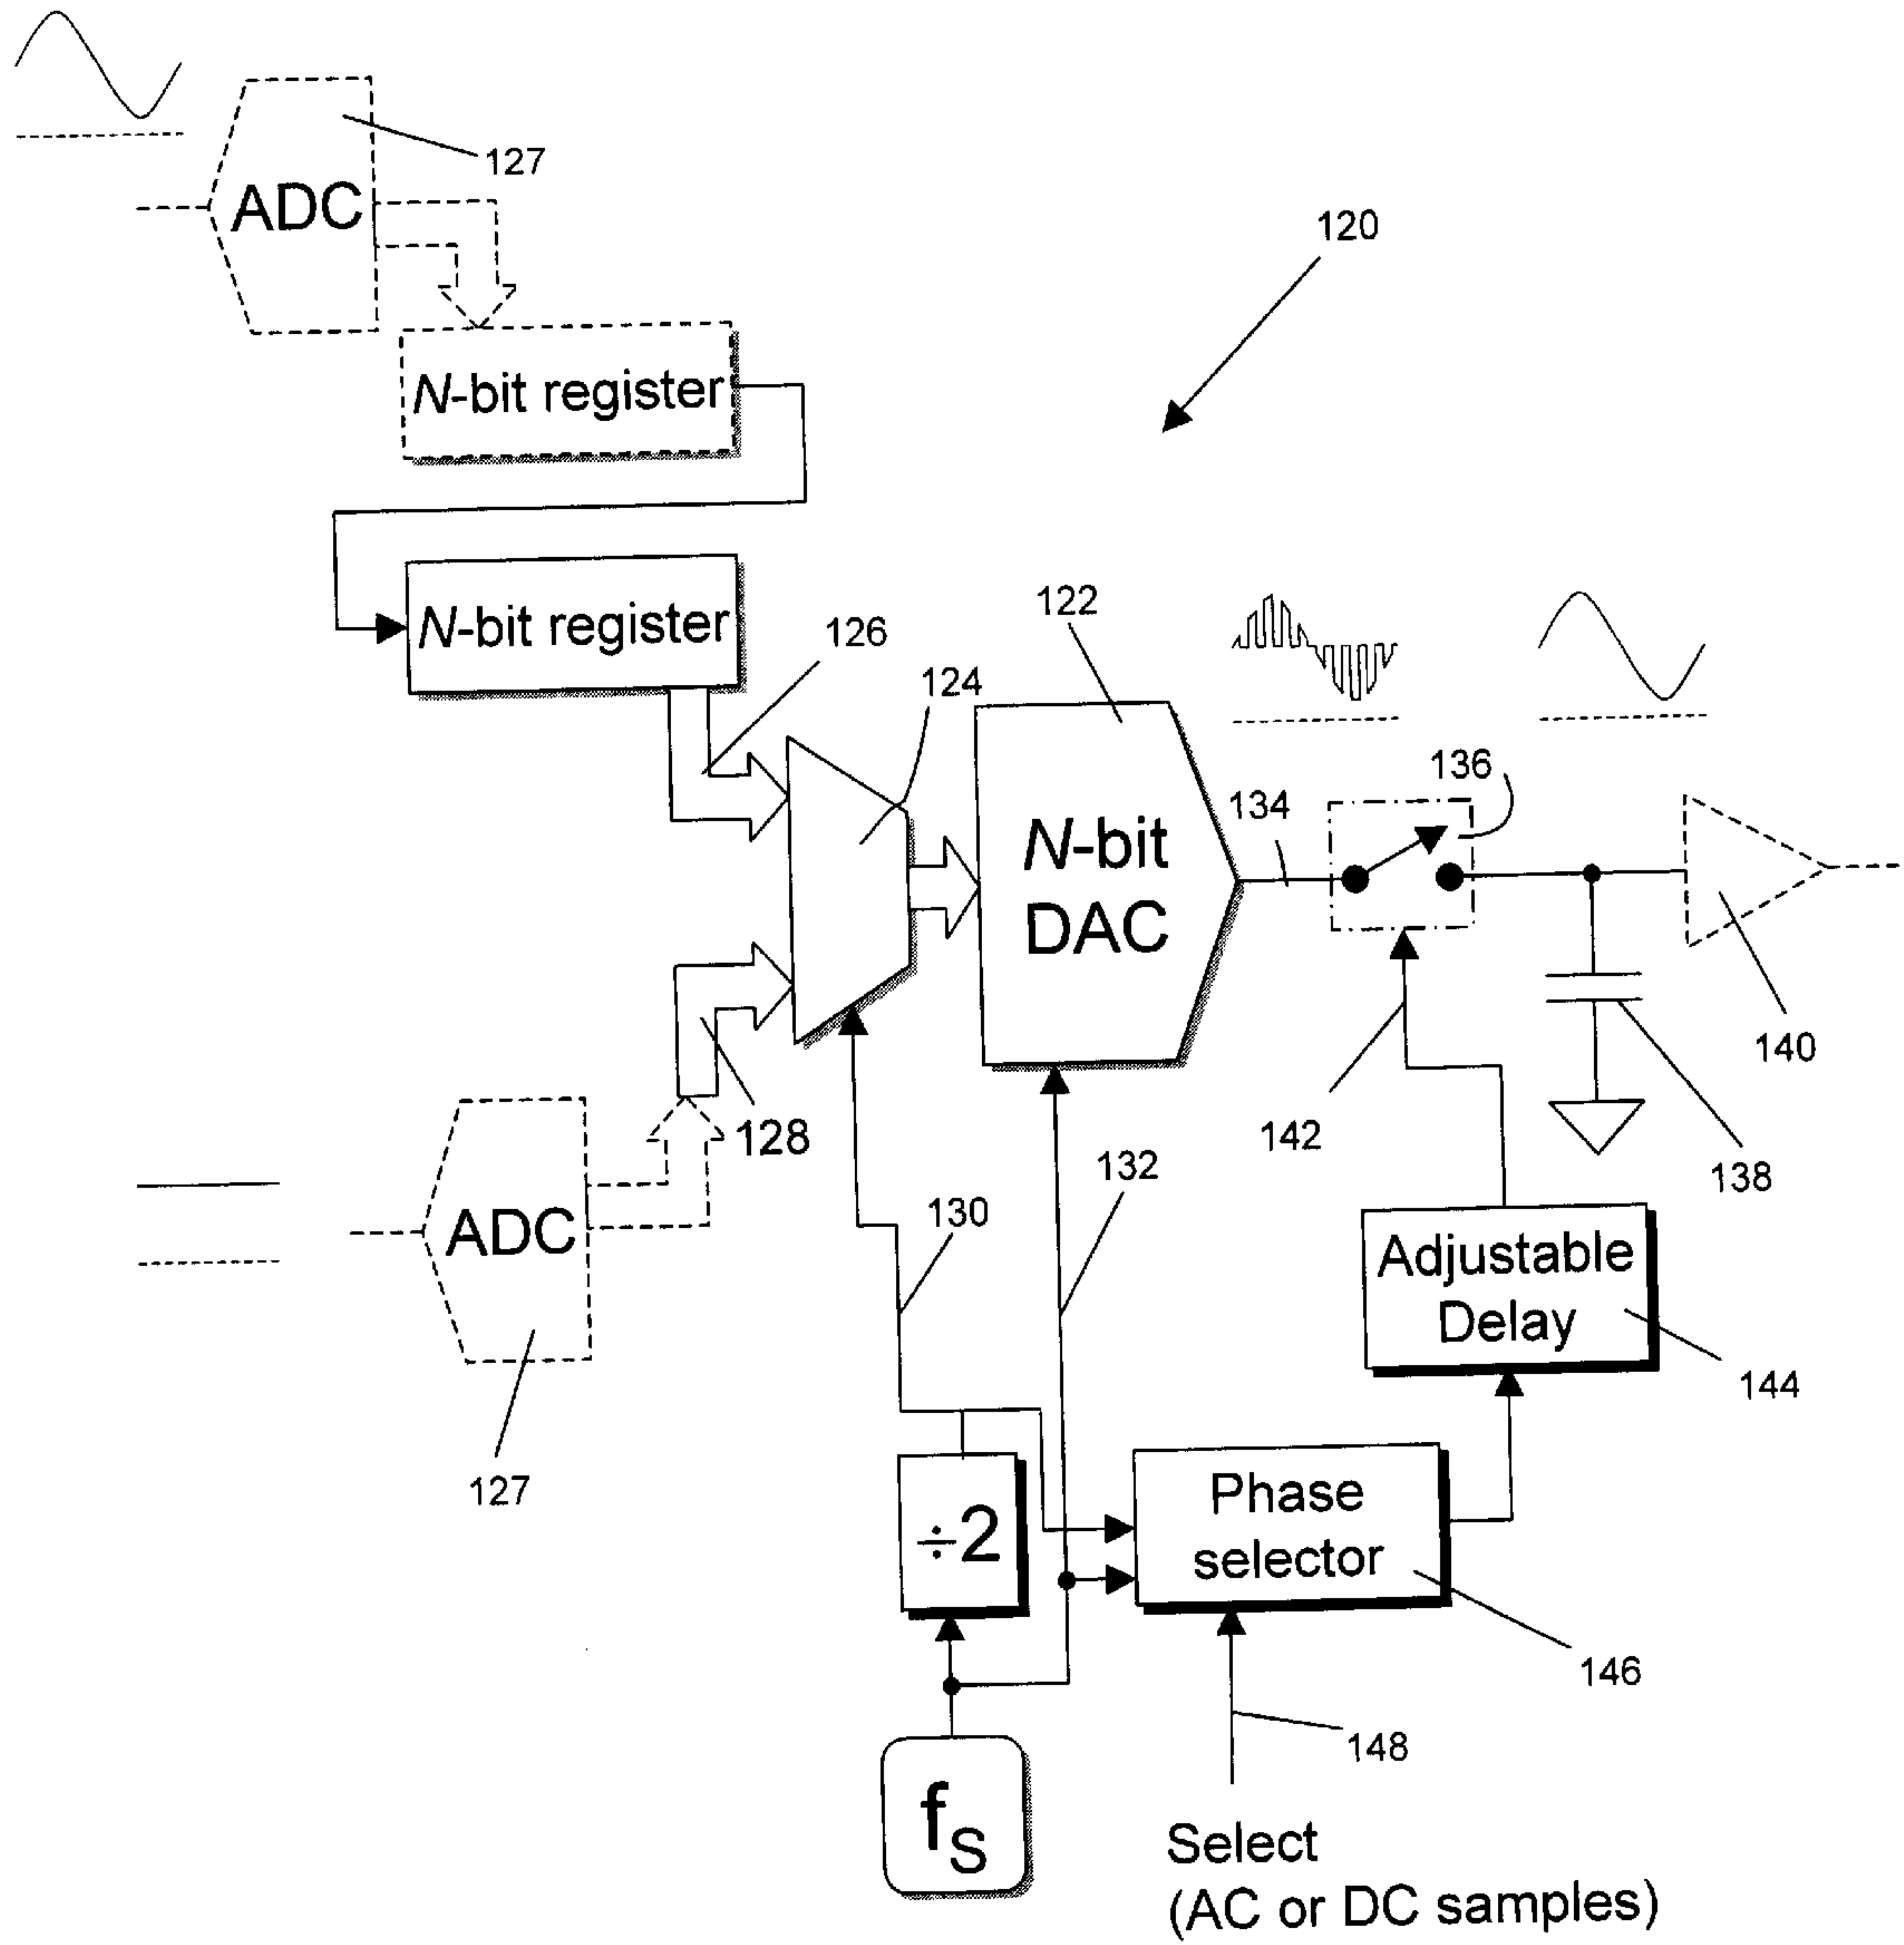 127
ADC
120
N-bit register
N-bit register
126
122
124
136
134
N-bit
DAC
140
128
142
132
138
130
ADC
Adjustable
Delay
144
127
÷2
Phase
selector
146
148
fS
Select
(AC or DC samples)